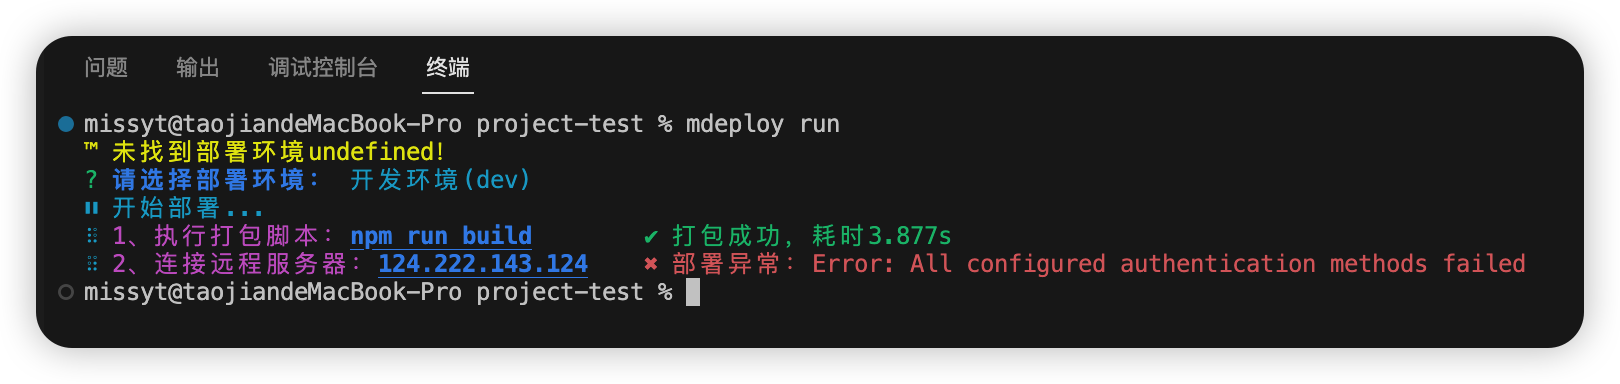 问题 输出 调试控制台 终端
missyt@taojiandeMacBook-Pro project-test % mdeploy run
™ 未找到部署环境undefined!
? 请选择部署环境： 开发环境(dev)
开始部署...
⠿ 1、执行打包脚本：npm run build ✔ 打包成功，耗时3.877s
⠿ 2、连接远程服务器：124.222.143.124 ✖ 部署异常：Error: All configured authentication methods failed
missyt@taojiandeMacBook-Pro project-test %